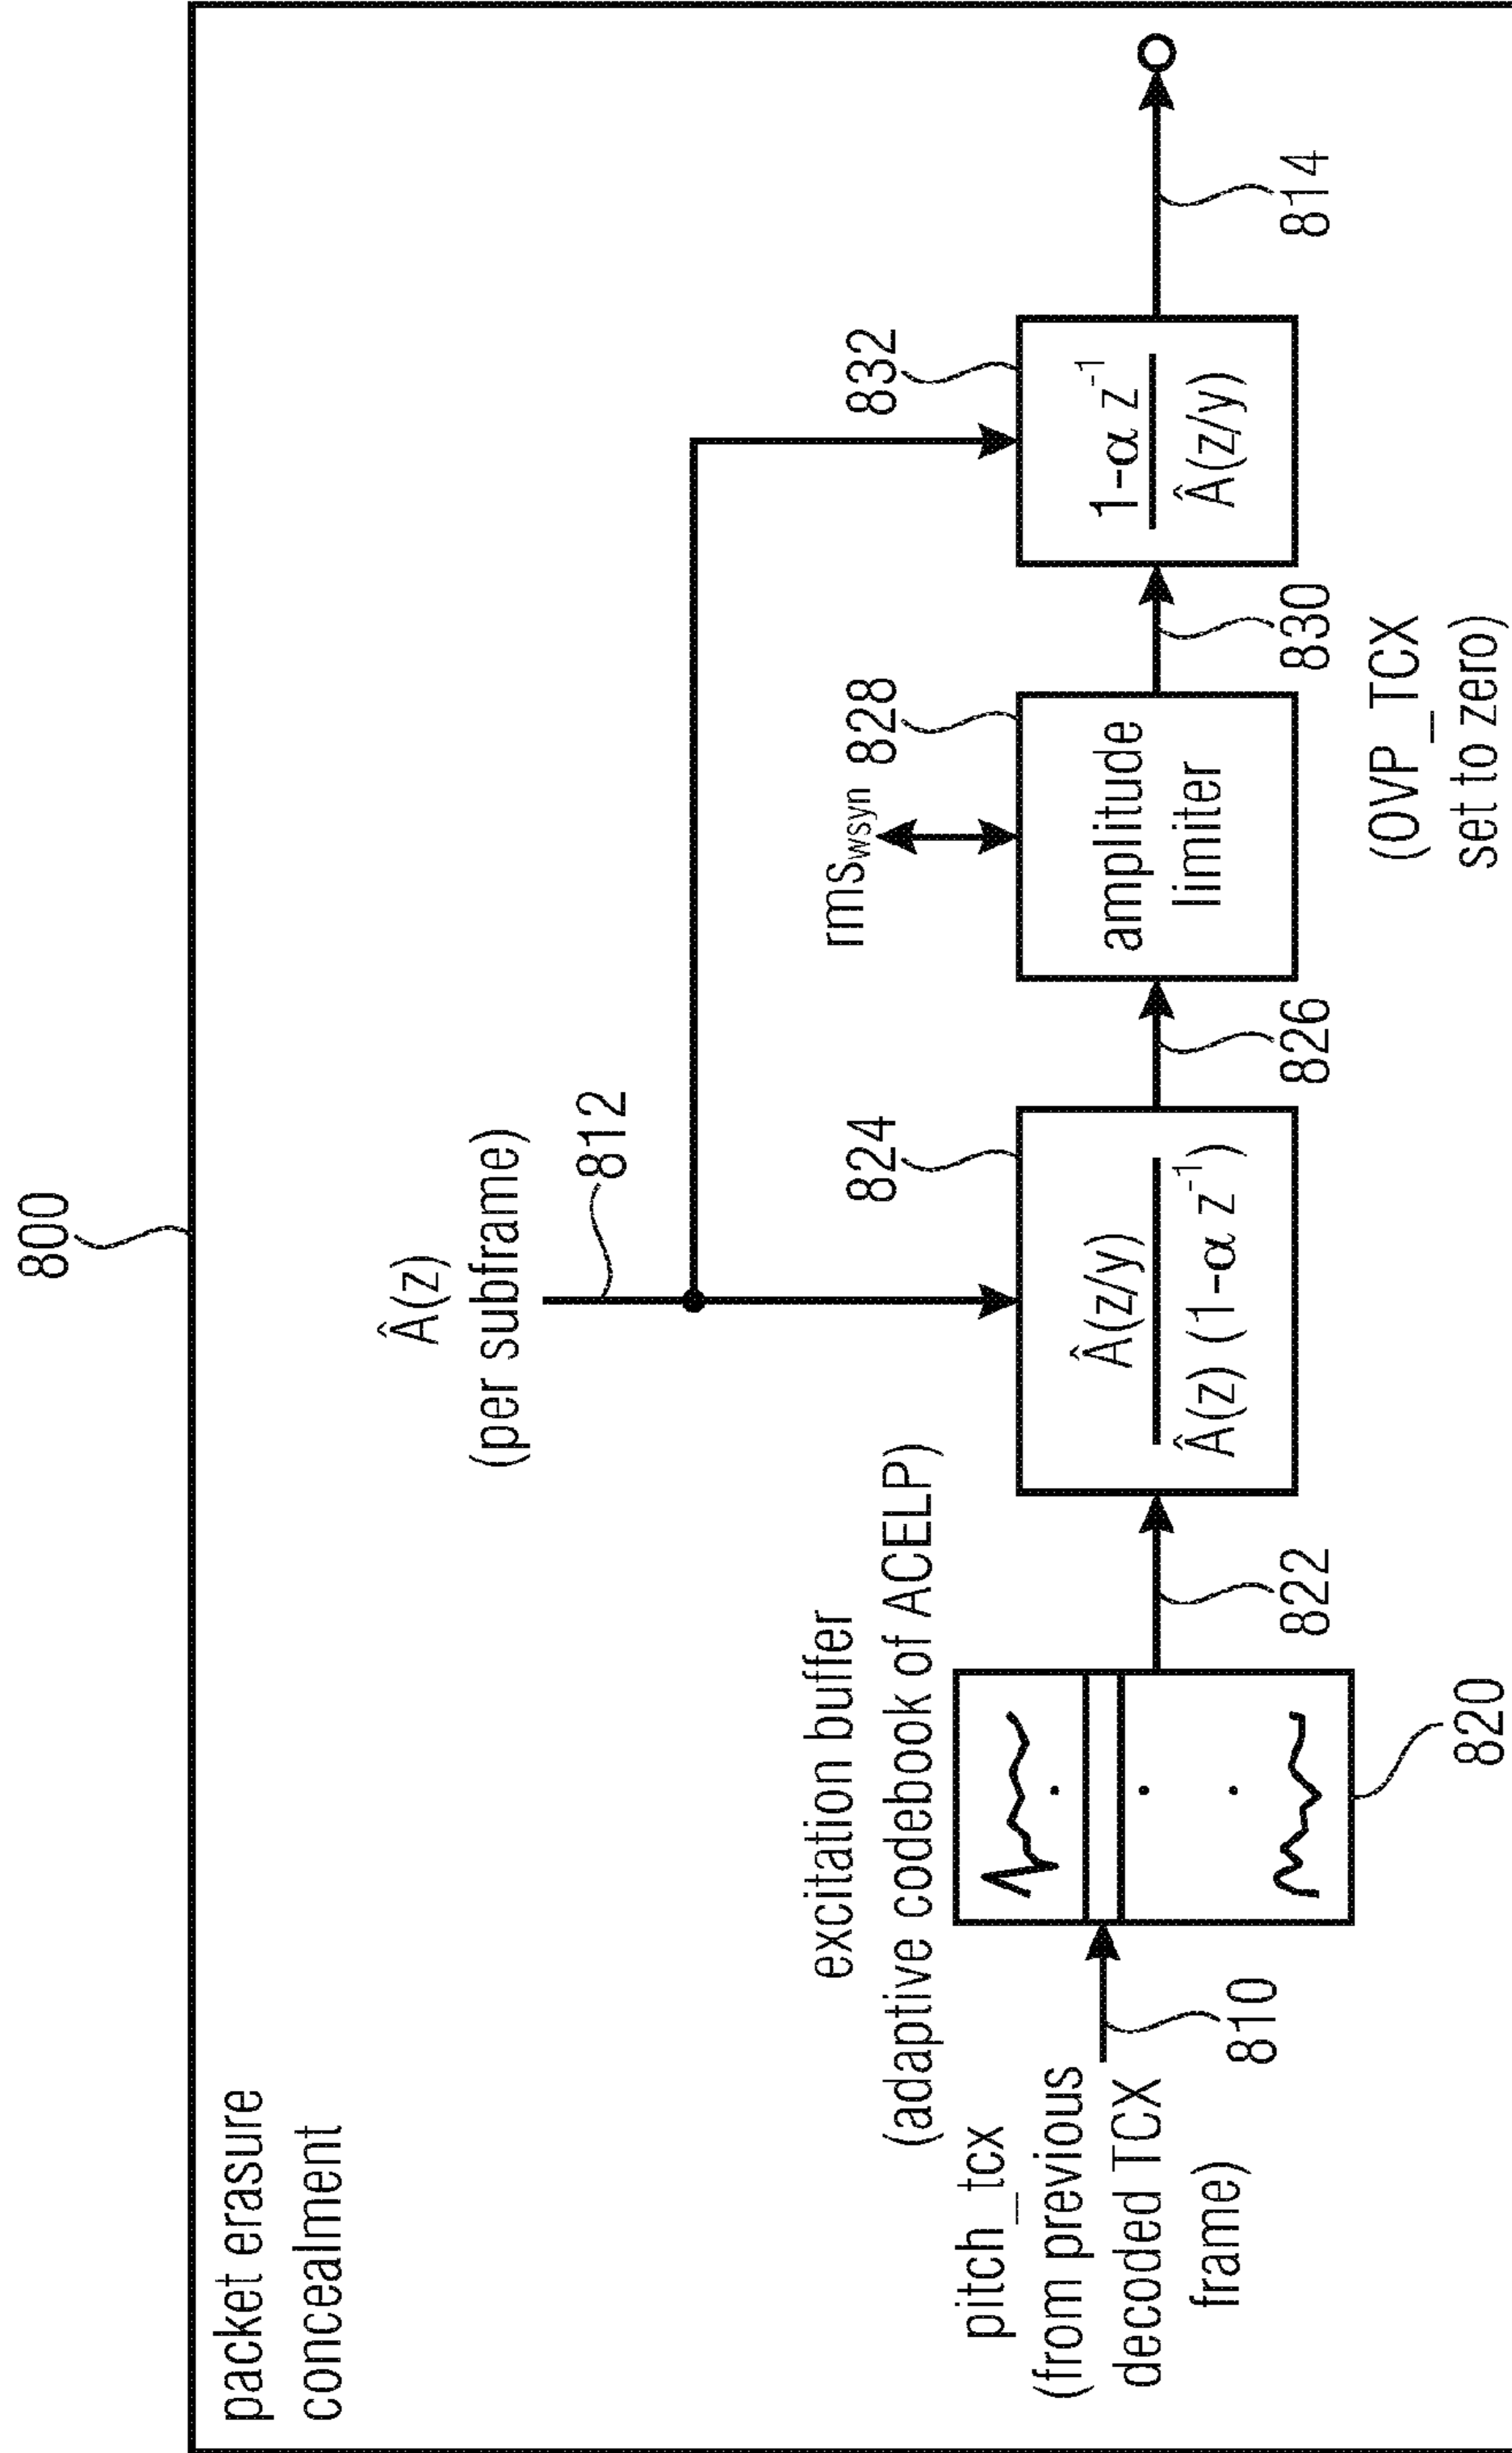 800
packet erasure
concealment
Â(z)
(per subframe)
812
excitation buffer
(adaptive codebook of ACELP)
pitch_tcx
(from previous
decoded TCX
frame)
810
820
822
824
Â(z/y)
Â(z) (1-α z⁻¹)
826
rms_wsyn
828
amplitude
limiter
830
(OVP_TCX
set to zero)
832
1-α z⁻¹
Â(z/y)
814